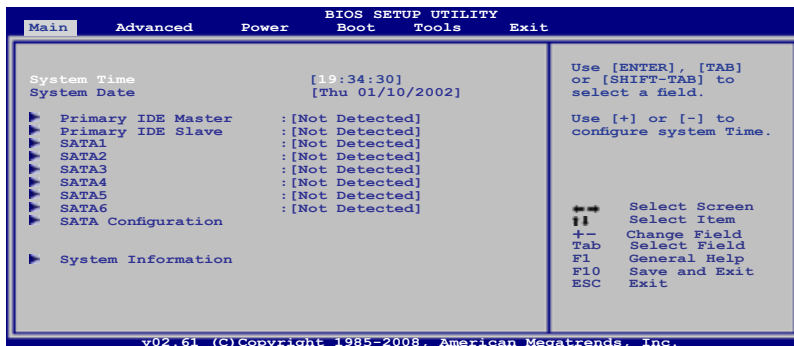 BIOS SETUP UTILITY
Main Advanced Power Boot Tools Exit
System Time [19:34:30]
System Date [Thu 01/10/2002]
Primary IDE Master :[Not Detected]
Primary IDE Slave :[Not Detected]
SATA1 :[Not Detected]
SATA2 :[Not Detected]
SATA3 :[Not Detected]
SATA4 :[Not Detected]
SATA5 :[Not Detected]
SATA6 :[Not Detected]
SATA Configuration
System Information
Use [ENTER], [TAB]
or [SHIFT-TAB] to
select a field.
Use [+] or [-] to
configure system Time.
←→ Select Screen
↑↓ Select Item
+- Change Field
Tab Select Field
F1 General Help
F10 Save and Exit
ESC Exit
v02.61 (C)Copyright 1985-2008, American Megatrends, Inc.